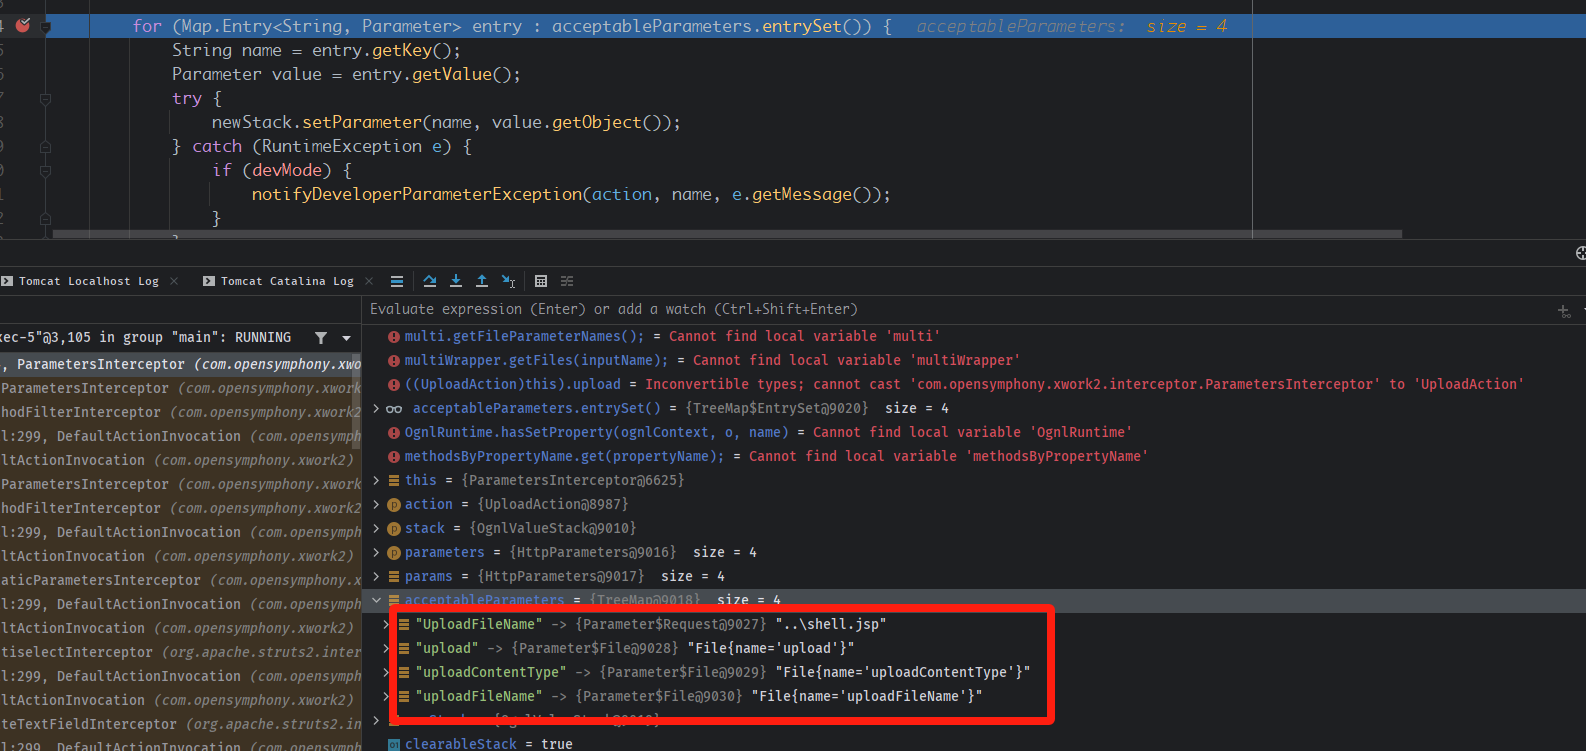 for (Map.Entry<String, Parameter> entry : acceptableParameters.entrySet()) {   acceptableParameters:  size = 4
String name = entry.getKey();
Parameter value = entry.getValue();
try {
newStack.setParameter(name, value.getObject());
} catch (RuntimeException e) {
if (devMode) {
notifyDeveloperParameterException(action, name, e.getMessage());
}
Tomcat Localhost Log × Tomcat Catalina Log ×
Evaluate expression (Enter) or add a watch (Ctrl+Shift+Enter)
xec-5"@3,105 in group "main": RUNNING
, ParametersInterceptor (com.opensymphony.xwo
ParametersInterceptor (com.opensymphony.xwork
hodFilterInterceptor (com.opensymphony.xwork2
l:299, DefaultActionInvocation (com.opensymph
ltActionInvocation (com.opensymphony.xwork2)
ParametersInterceptor (com.opensymphony.xwork
hodFilterInterceptor (com.opensymphony.xwork2
l:299, DefaultActionInvocation (com.opensymph
ltActionInvocation (com.opensymphony.xwork2)
aticParametersInterceptor (com.opensymphony.x
l:299, DefaultActionInvocation (com.opensymph
ltActionInvocation (com.opensymphony.xwork2)
tiselectInterceptor (org.apache.struts2.inter
l:299, DefaultActionInvocation (com.opensymph
ltActionInvocation (com.opensymphony.xwork2)
teTextFieldInterceptor (org.apache.struts2.in
l:299, DefaultActionInvocation (com.opensymph
multi.getFileParameterNames(); = Cannot find local variable 'multi'
multiWrapper.getFiles(inputName); = Cannot find local variable 'multiWrapper'
((UploadAction)this).upload = Inconvertible types; cannot cast 'com.opensymphony.xwork2.interceptor.ParametersInterceptor' to 'UploadAction'
acceptableParameters.entrySet() = {TreeMap$EntrySet@9020}  size = 4
OgnlRuntime.hasSetProperty(ognlContext, o, name) = Cannot find local variable 'OgnlRuntime'
methodsByPropertyName.get(propertyName); = Cannot find local variable 'methodsByPropertyName'
this = {ParametersInterceptor@6625}
action = {UploadAction@8987}
stack = {OgnlValueStack@9010}
parameters = {HttpParameters@9016}  size = 4
params = {HttpParameters@9017}  size = 4
acceptableParameters = {TreeMap@9018}  size = 4
"UploadFileName" -> {Parameter$Request@9027} "..\shell.jsp"
"upload" -> {Parameter$File@9028} "File{name='upload'}"
"uploadContentType" -> {Parameter$File@9029} "File{name='uploadContentType'}"
"uploadFileName" -> {Parameter$File@9030} "File{name='uploadFileName'}"
clearableStack = true